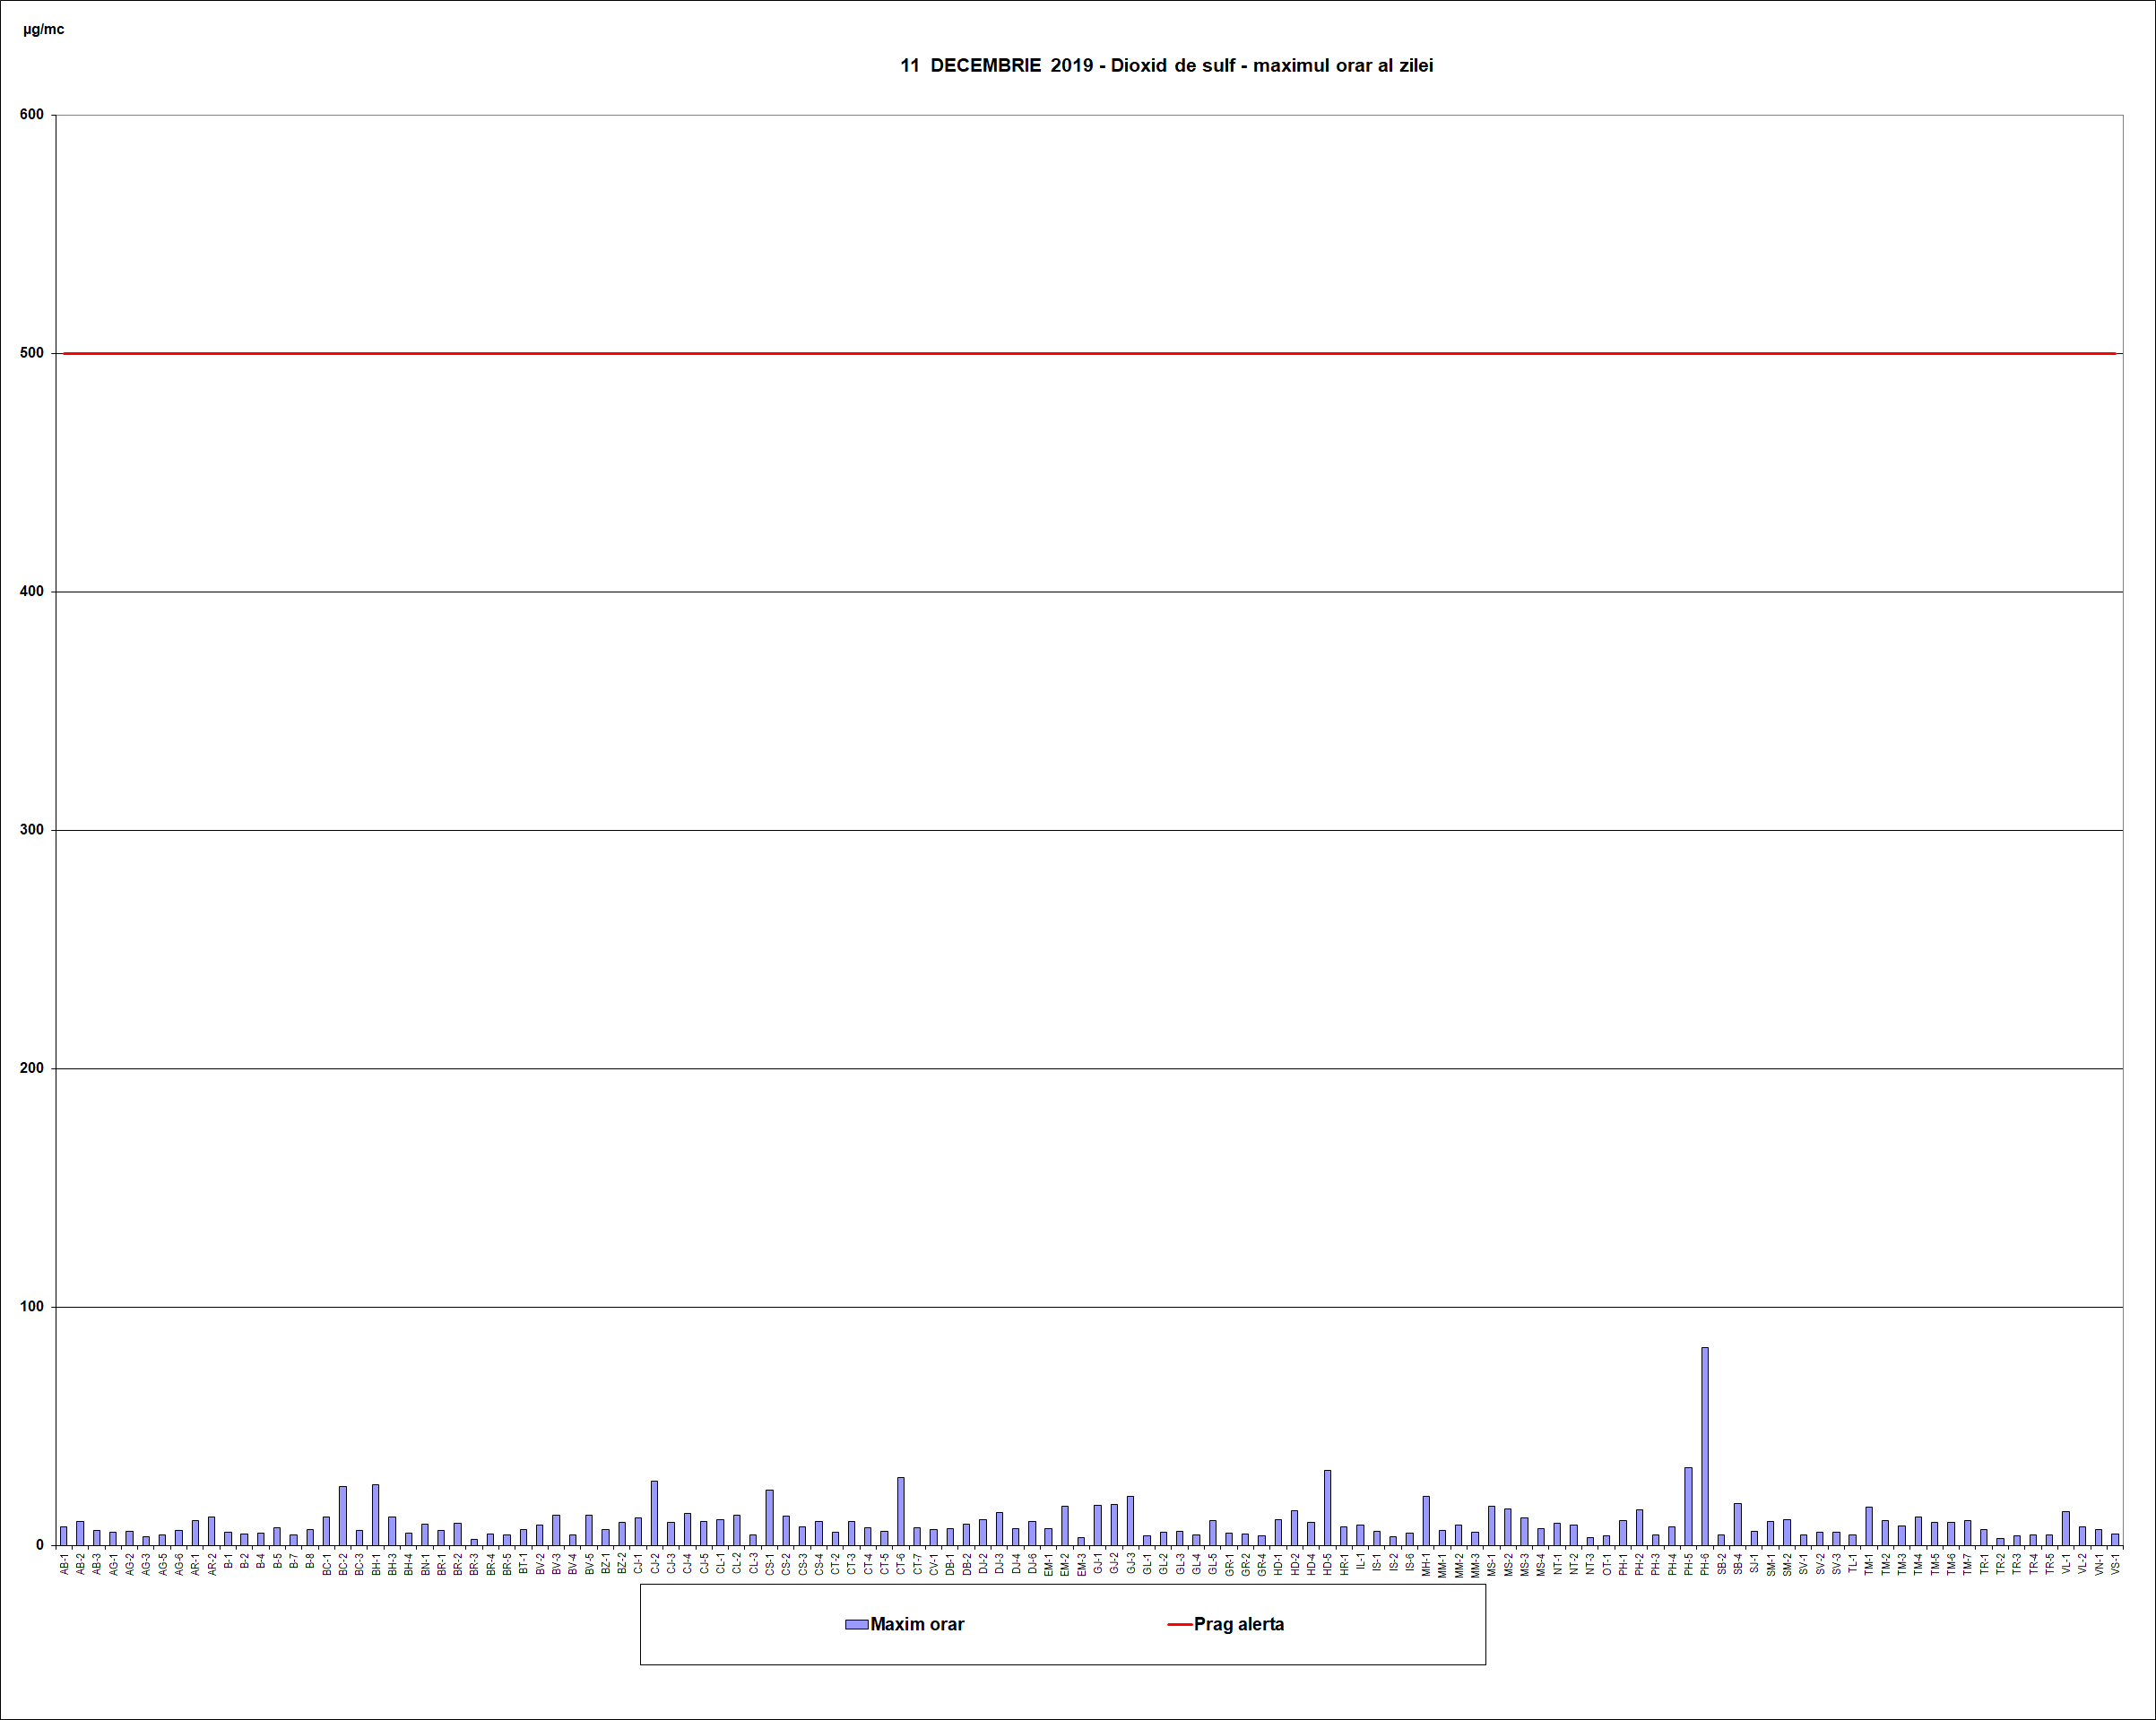 µg/mc
11 DECEMBRIE 2019 - Dioxid de sulf - maximul orar al zilei
600
500
400
300
200
100
0
AB-1 AB-2 AB-3 AG-1 AG-2 AG-3 AG-5 AG-6 AR-1 AR-2 B-1 B-2 B-4 B-5 B-7 B-8 BC-1 BC-2 BC-3 BH-1 BH-3 BH-4 BN-1 BR-1 BR-2 BR-3 BR-4 BR-5 BT-1 BV-2 BV-3 BV-4 BV-5 BZ-1 BZ-2 CJ-1 CJ-2 CJ-3 CJ-4 CJ-5 CL-1 CL-2 CL-3 CS-1 CS-2 CS-3 CS-4 CT-2 CT-3 CT-4 CT-5 CT-6 CT-7 CV-1 DB-1 DB-2 DJ-2 DJ-3 DJ-4 DJ-6 EM-1 EM-2 EM-3 GJ-1 GJ-2 GJ-3 GL-1 GL-2 GL-3 GL-4 GL-5 GR-1 GR-2 GR-4 HD-1 HD-2 HD-4 HD-5 HR-1 IL-1 IS-1 IS-2 IS-6 MH-1 MM-1 MM-2 MM-3 MS-1 MS-2 MS-3 MS-4 NT-1 NT-2 NT-3 OT-1 PH-1 PH-2 PH-3 PH-4 PH-5 PH-6 SB-2 SB-4 SJ-1 SM-1 SM-2 SV-1 SV-2 SV-3 TL-1 TM-1 TM-2 TM-3 TM-4 TM-5 TM-6 TM-7 TR-1 TR-2 TR-3 TR-4 TR-5 VL-1 VL-2 VN-1 VS-1
Maxim orar Prag alerta